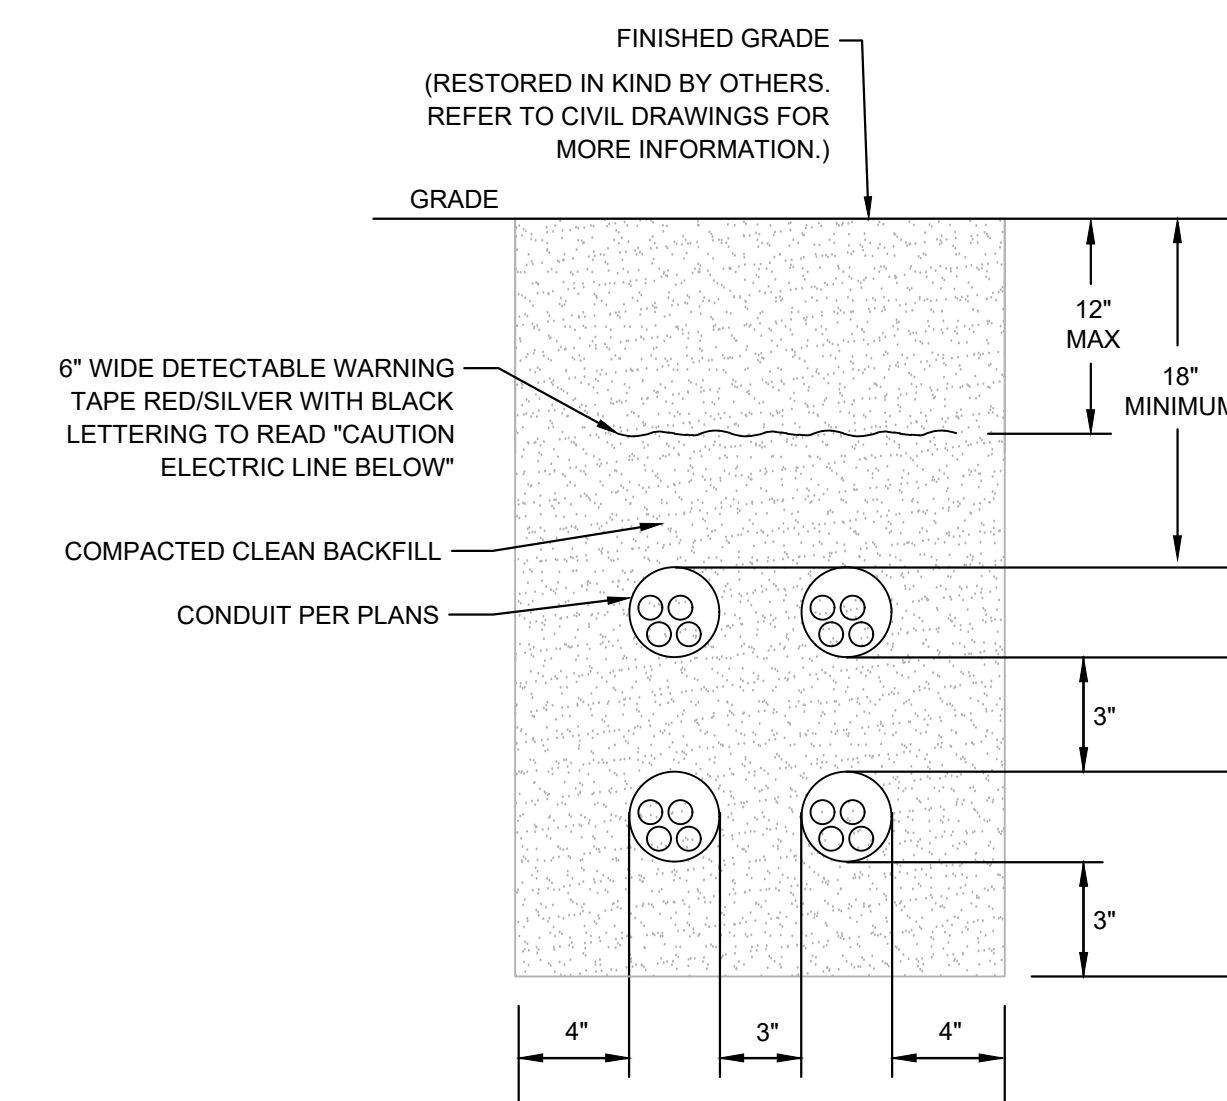 FINISHED GRADE
(RESTORED IN KIND BY OTHERS.
REFER TO CIVIL DRAWINGS FOR
MORE INFORMATION.)
GRADE
12"
MAX
18"
MINIMUM
6" WIDE DETECTABLE WARNING
TAPE RED/SILVER WITH BLACK
LETTERING TO READ "CAUTION
ELECTRIC LINE BELOW"
COMPACTED CLEAN BACKFILL
CONDUIT PER PLANS
3"
3"
4"
3"
4"